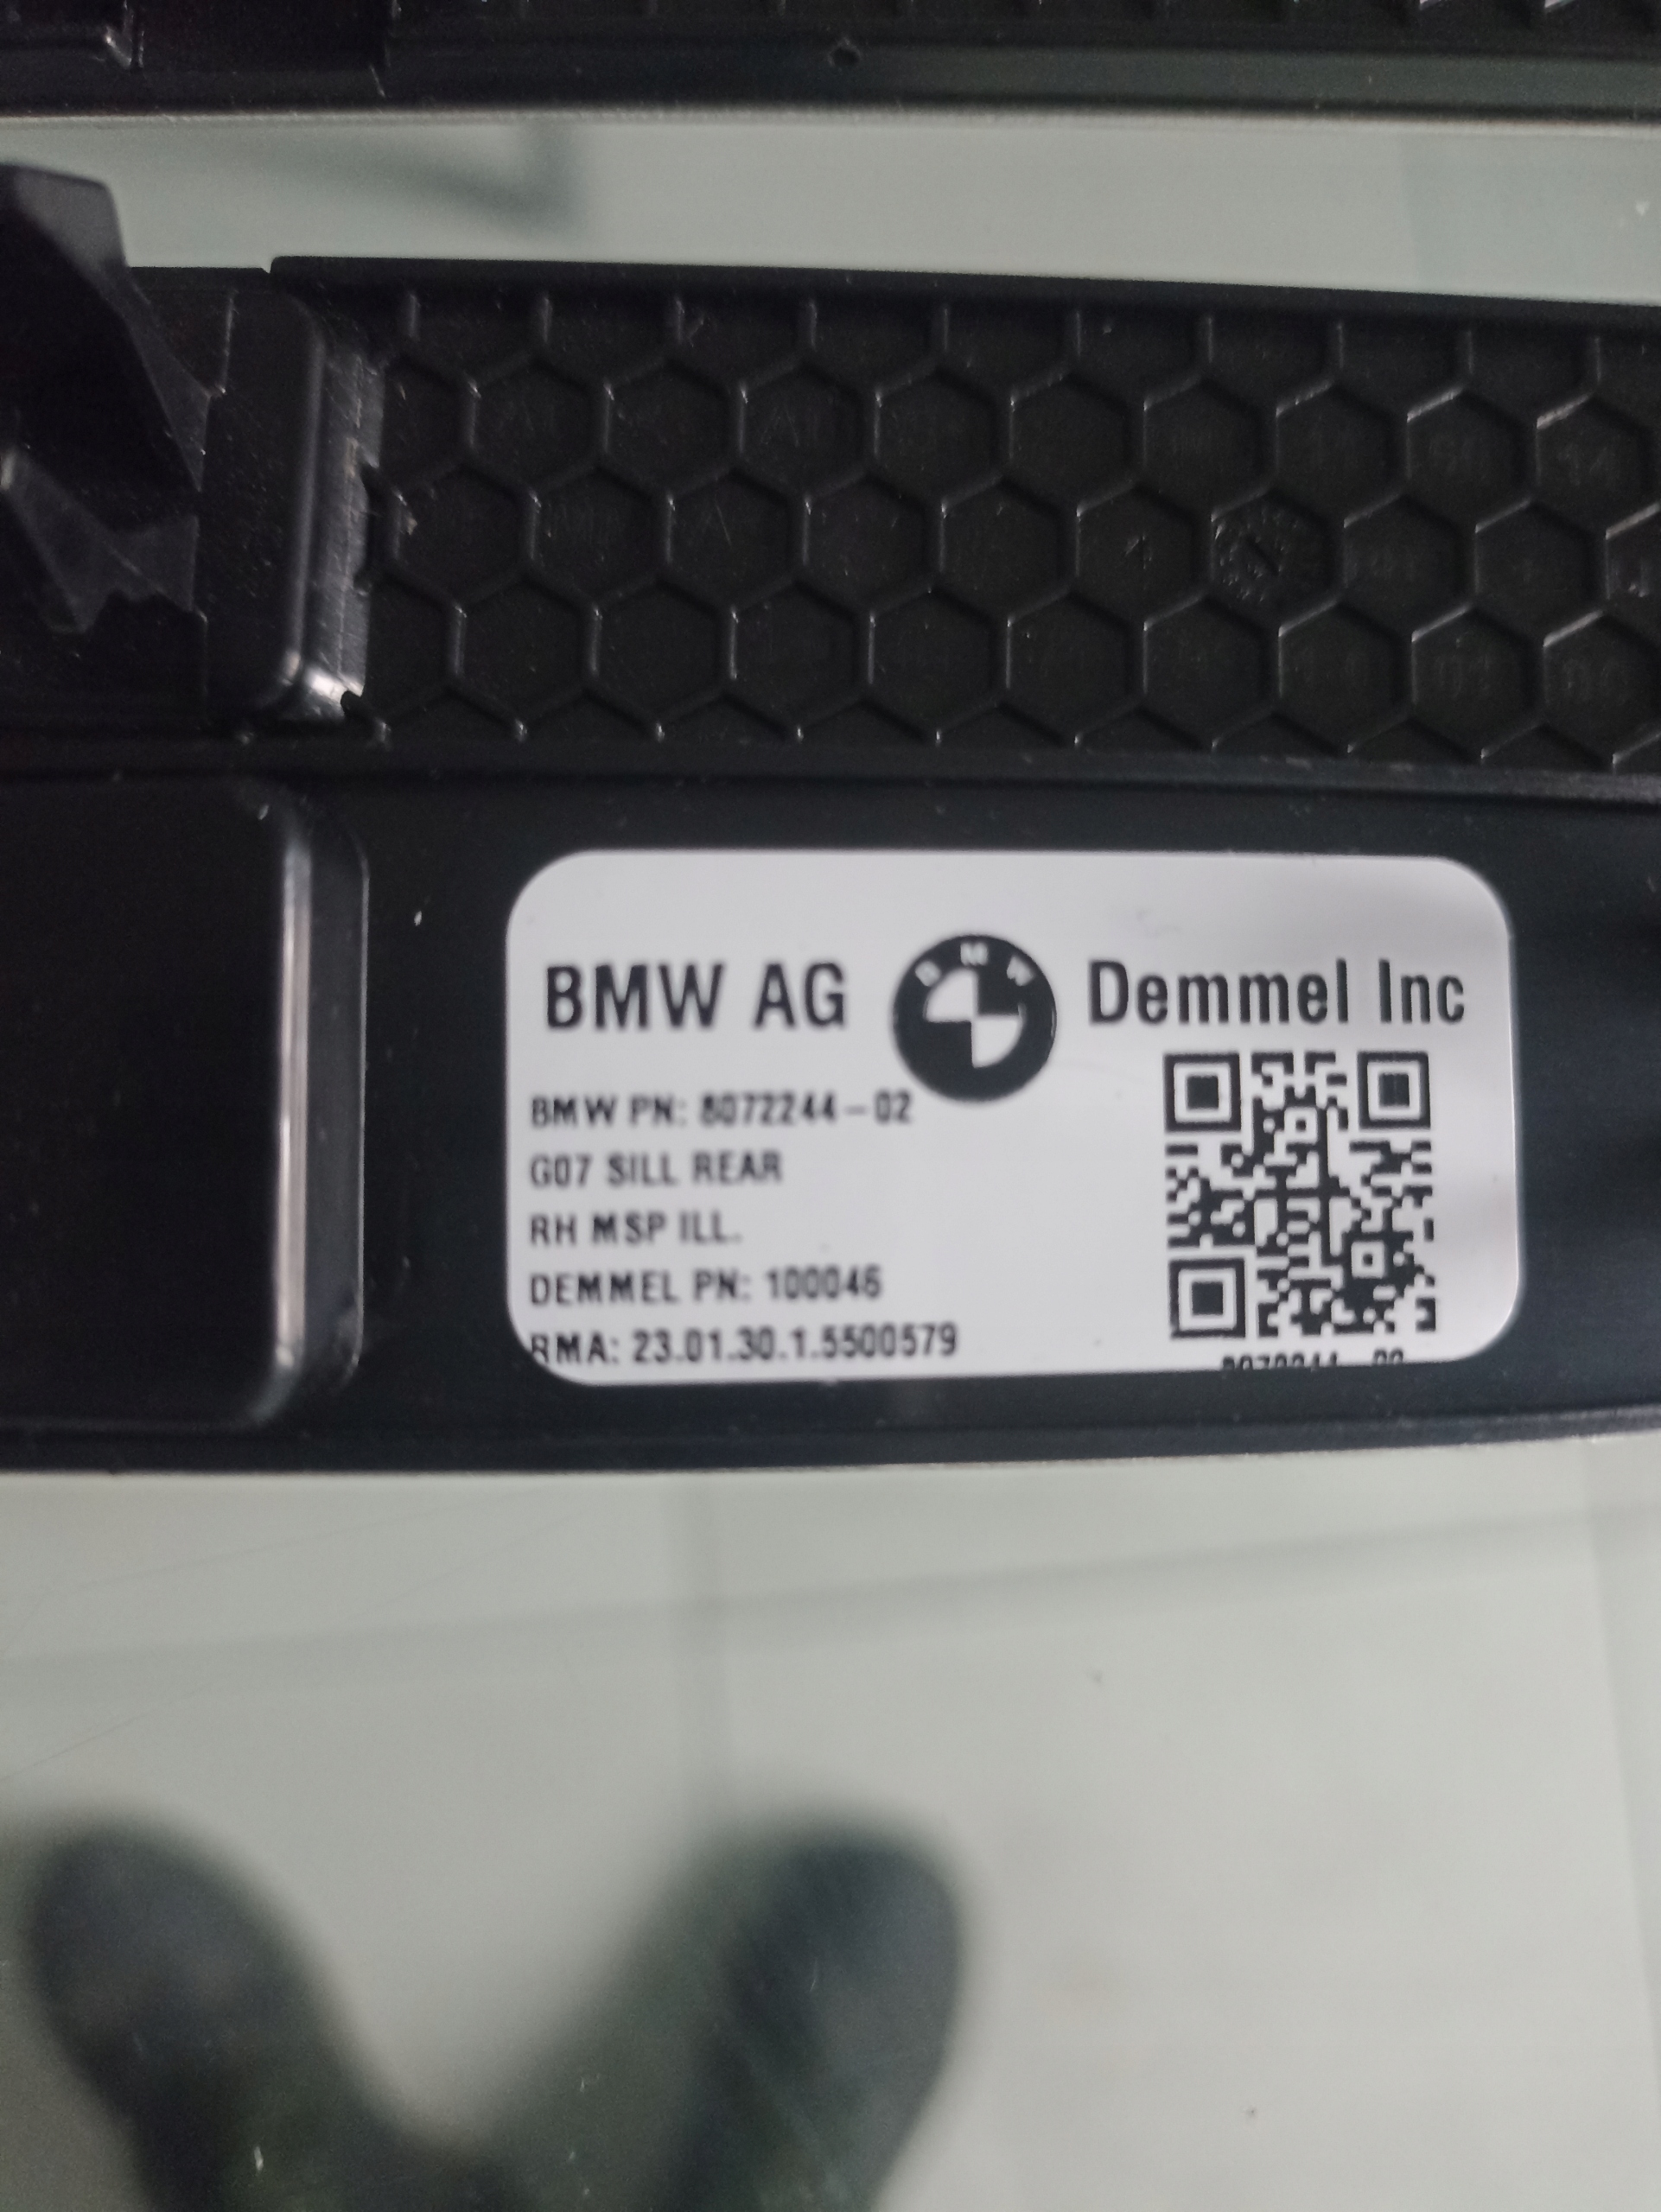 BMW AG BMW Demmel Inc
BMW PN: 8072244-02
G07 SILL REAR
RH MSP ILL.
DEMMEL PN: 100046
RMA: 23.01.30.1.5500579